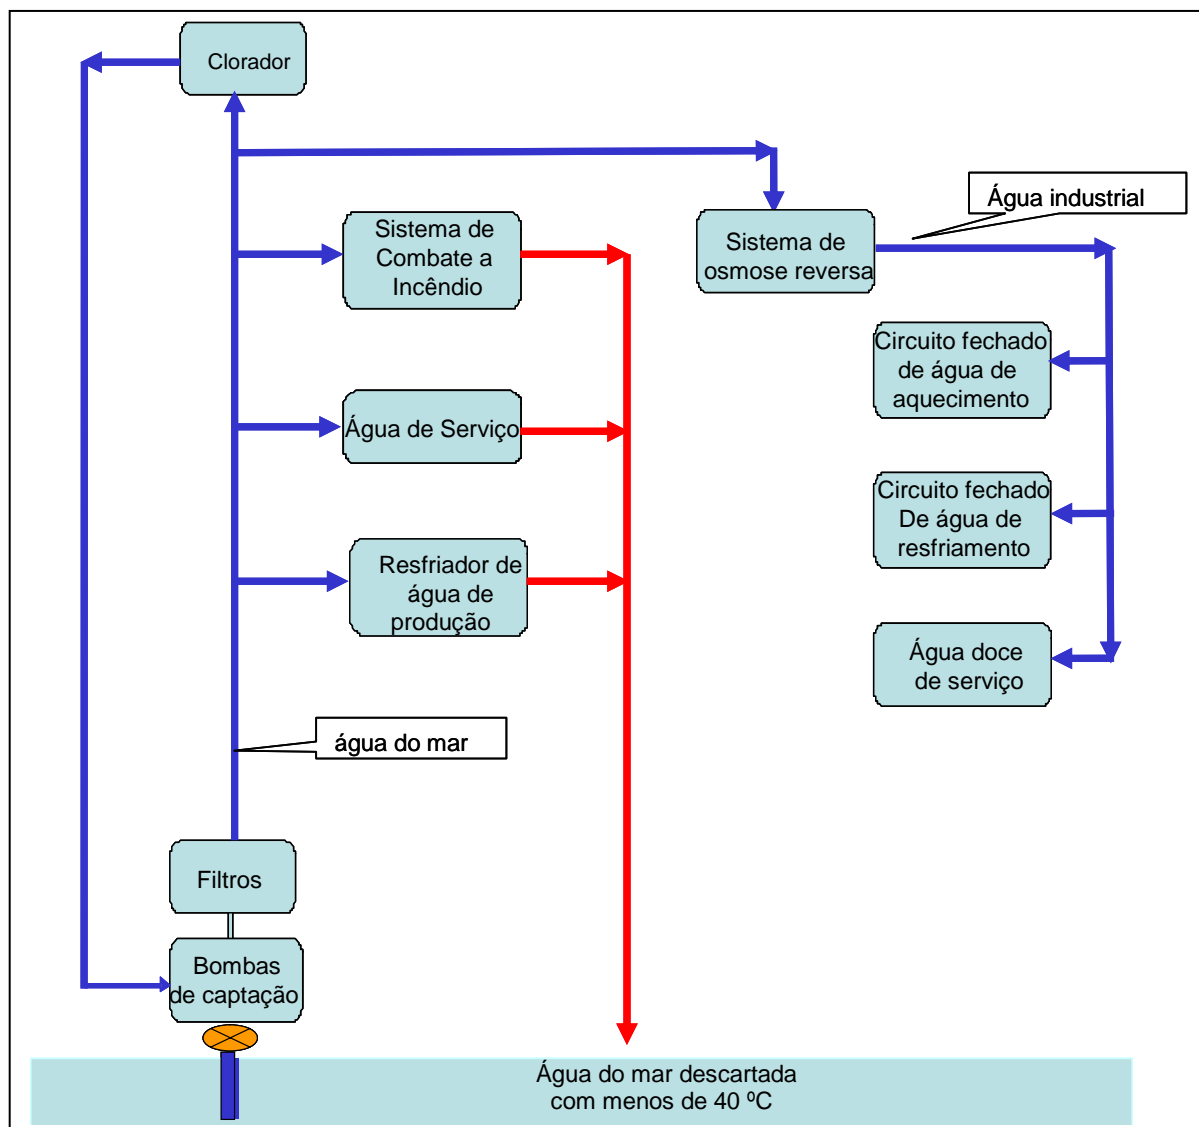 Clorador
Água industrial
Sistema de
Combate a
Incêndio
Sistema de
osmose reversa
Circuito fechado
de água de
aquecimento
Água de Serviço
Circuito fechado
De água de
resfriamento
Resfriador de
água de
produção
Água doce
de serviço
água do mar
Filtros
Bombas
de captação
Água do mar descartada
com menos de 40 ºC